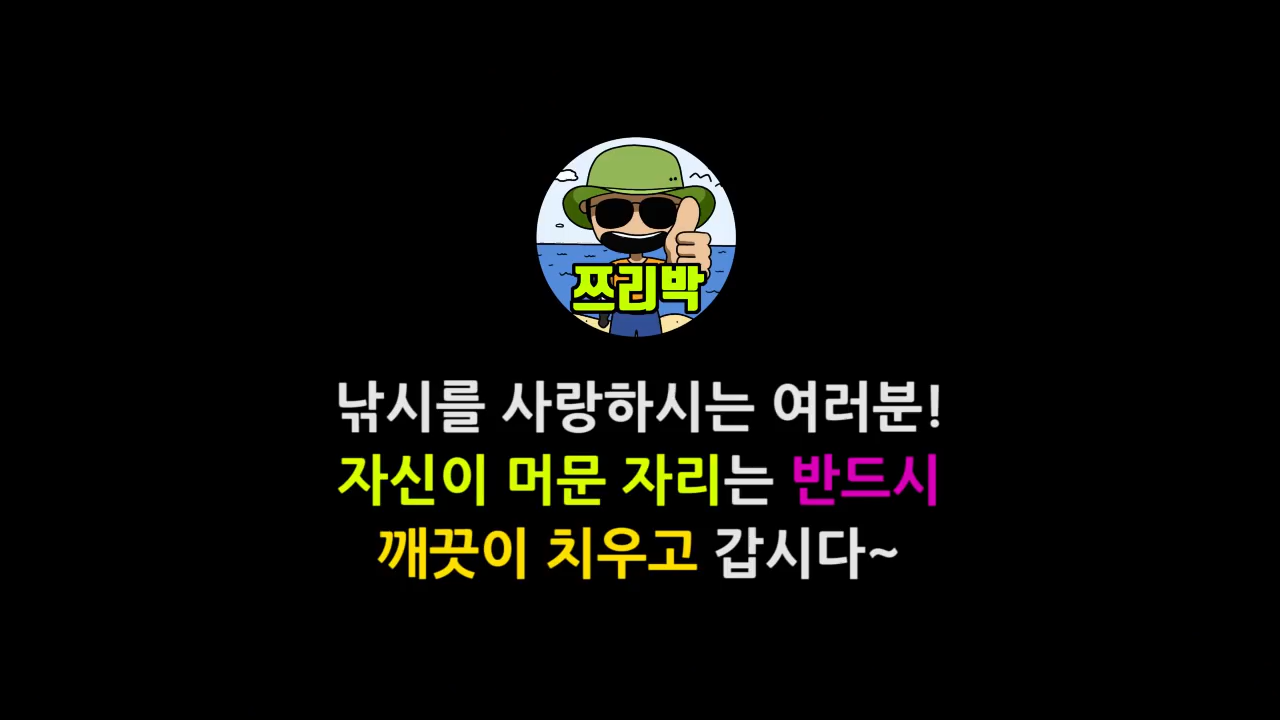 쯔리박
낚시를 사랑하시는 여러분!
자신이 머문 자리는 반드시
깨끗이 치우고 갑시다~